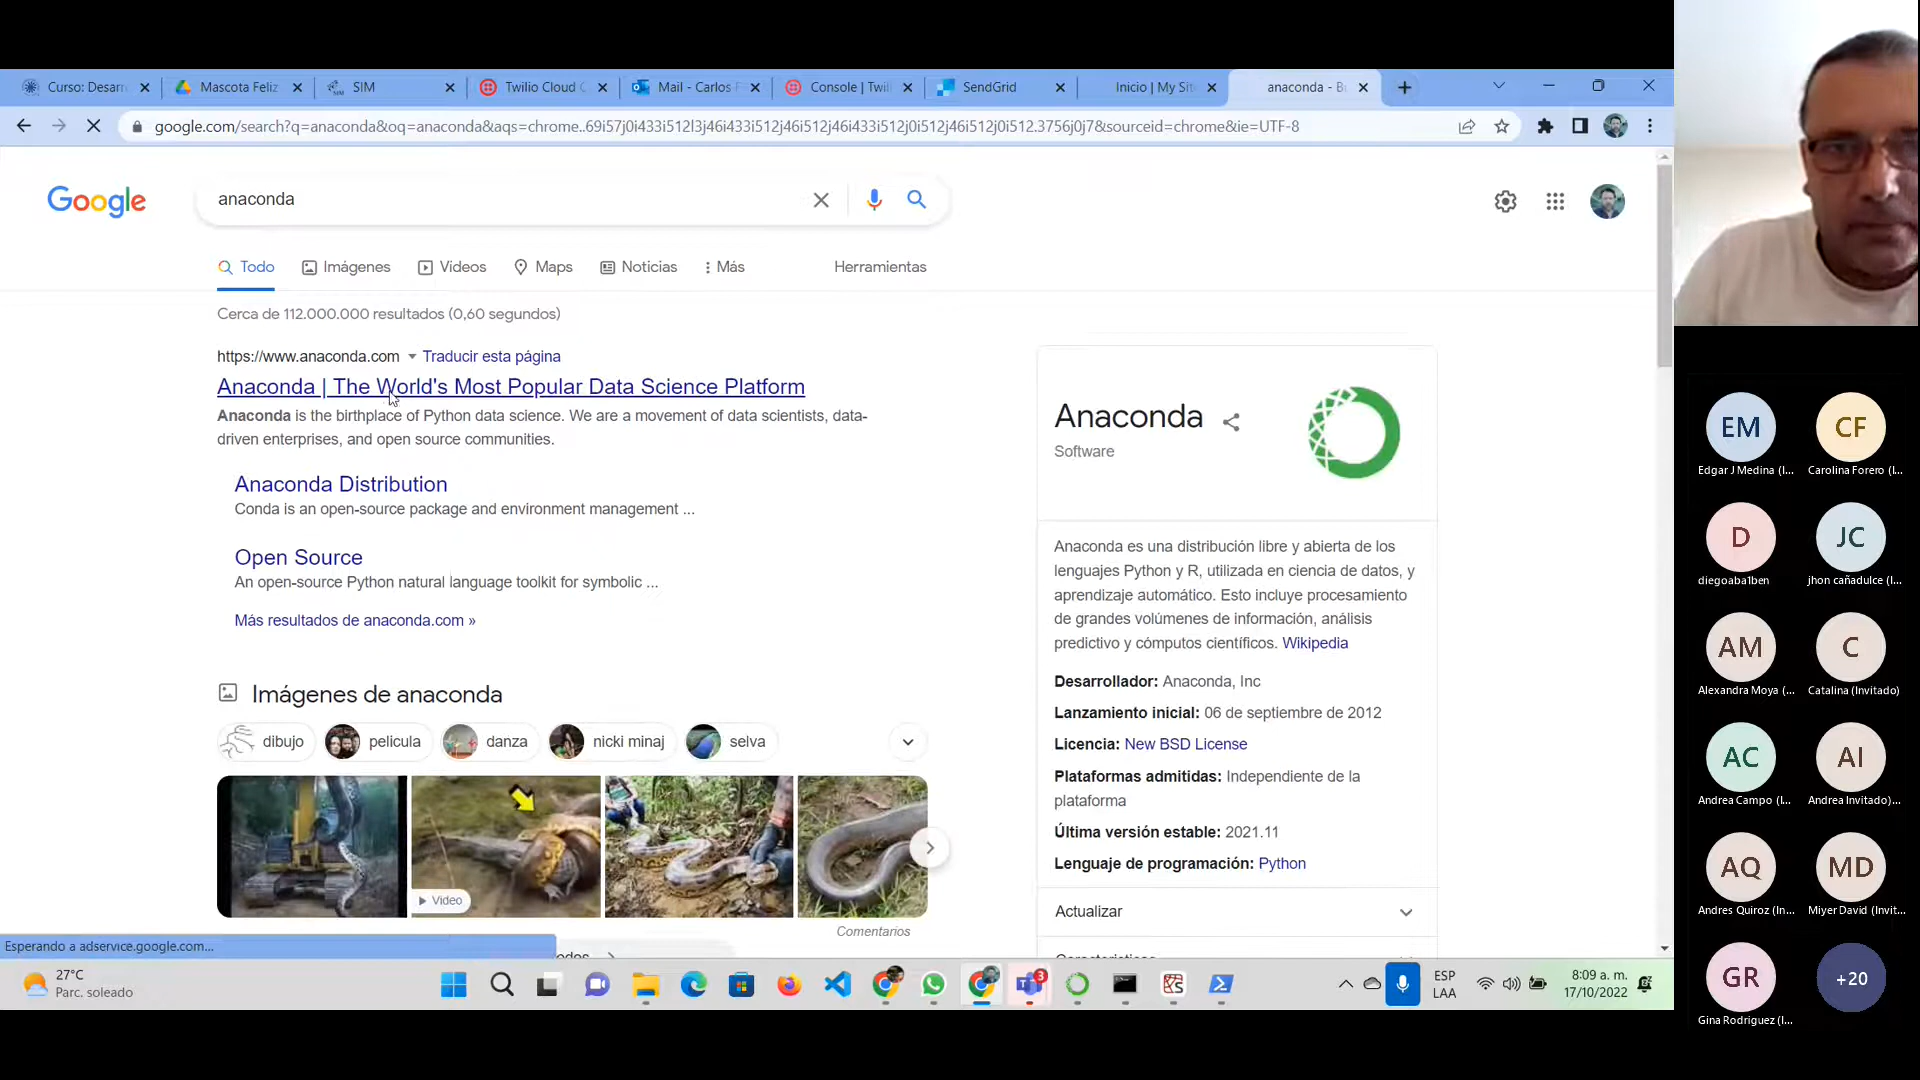 Curso: Desarr
Mascota Feliz
SIM
Twilio Cloud C
Mail - Carlos F
Console | Twili
SendGrid
Inicio | My Sit
anaconda - B
google.com/search?q=anaconda&oq=anaconda&aqs=chrome..69i57j0i433i512l3j46i433i512j46i512j46i433i512j0i512j46i512j0i512.3756j0j7&sourceid=chrome&ie=UTF-8
Google
anaconda
Todo
Imágenes
Videos
Maps
Noticias
Más
Herramientas
Cerca de 112.000.000 resultados (0,60 segundos)
https://www.anaconda.com
Traducir esta página
Anaconda | The World's Most Popular Data Science Platform
Anaconda is the birthplace of Python data science. We are a movement of data scientists, data-
driven enterprises, and open source communities.
Anaconda Distribution
Conda is an open-source package and environment management ...
Open Source
An open-source Python natural language toolkit for symbolic ...
Más resultados de anaconda.com »
Imágenes de anaconda
dibujo
pelicula
danza
nicki minaj
selva
Video
Comentarios
Anaconda
Software
Anaconda es una distribución libre y abierta de los
lenguajes Python y R, utilizada en ciencia de datos, y
aprendizaje automático. Esto incluye procesamiento
de grandes volúmenes de información, análisis
predictivo y cómputos científicos. Wikipedia
Desarrollador: Anaconda, Inc
Lanzamiento inicial: 06 de septiembre de 2012
Licencia: New BSD License
Plataformas admitidas: Independiente de la
plataforma
Última versión estable: 2021.11
Lenguaje de programación: Python
Actualizar
Esperando a adservice.google.com...
27°C
Parc. soleado
3
ESP
LAA
8:09 a. m.
17/10/2022
EM
Edgar J Medina (I...
CF
Carolina Forero (I...
D
diegoaba1ben
JC
jhon cañadulce (I...
AM
Alexandra Moya (...
C
Catalina (Invitado)
AC
Andrea Campo (I...
AI
Andrea Invitado)...
AQ
Andres Quiroz (In...
MD
Miyer David (Invit...
GR
Gina Rodriguez (I...
+20